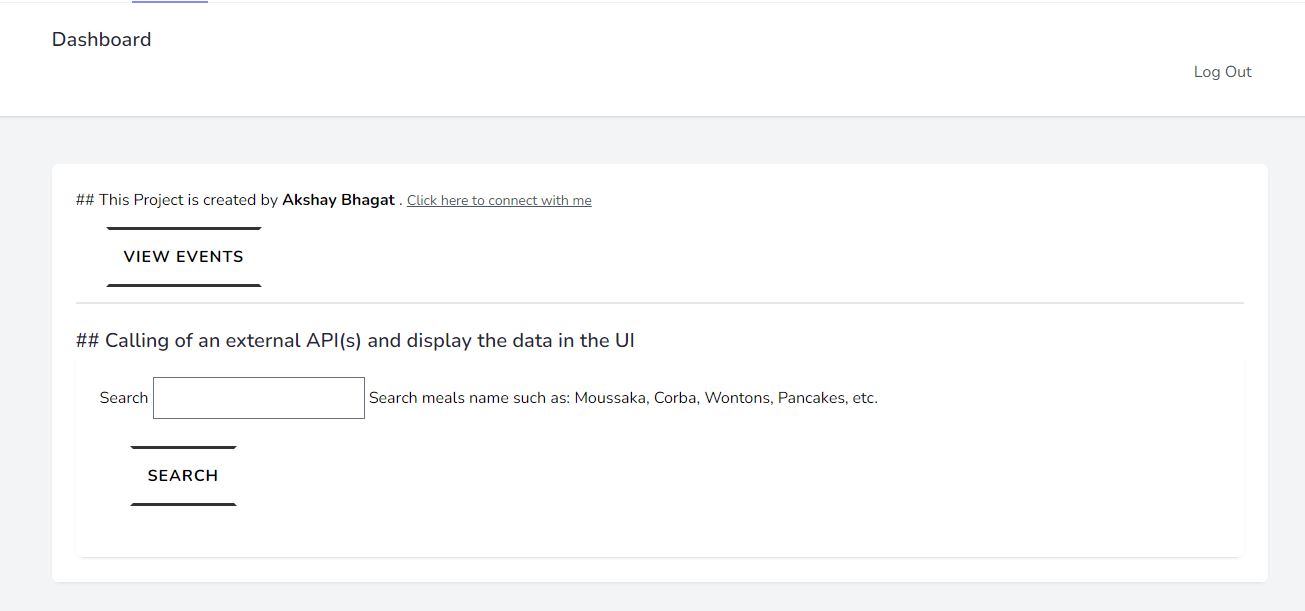 Dashboard
Log Out
## This Project is created by Akshay Bhagat . Click here to connect with me
VIEW EVENTS
## Calling of an external API(s) and display the data in the UI
Search Search meals name such as: Moussaka, Corba, Wontons, Pancakes, etc.
SEARCH